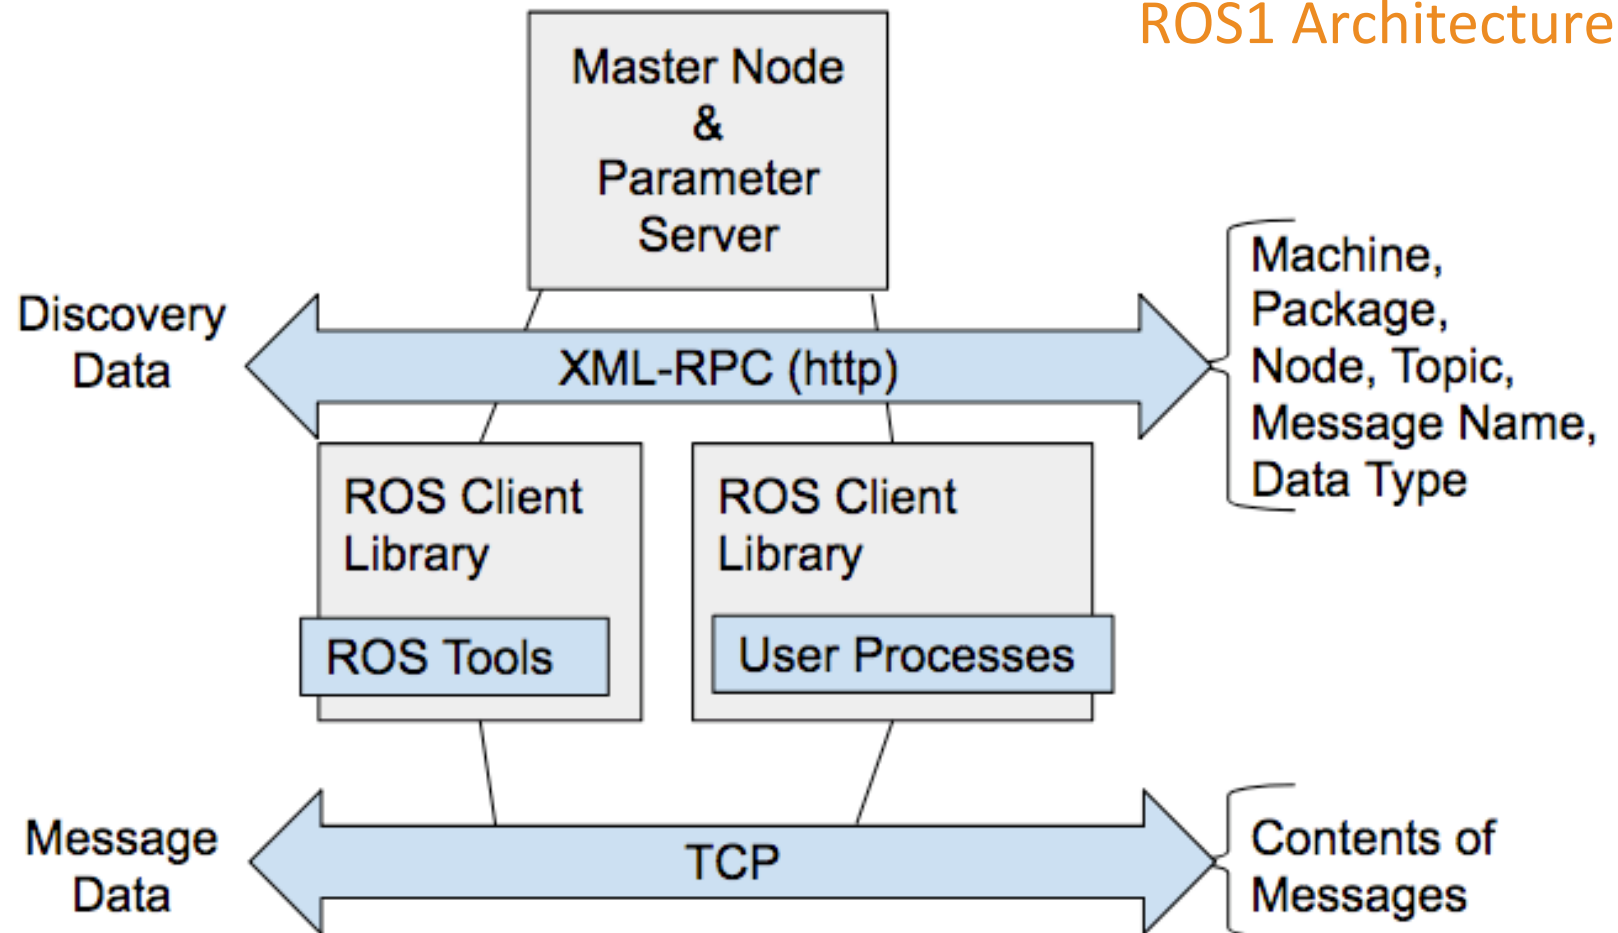 ROS1 Architecture
Master Node
&
Parameter
Server
Discovery
Data
XML-RPC (http)
Machine,
Package,
Node, Topic,
Message Name,
Data Type
ROS Client
Library
ROS Tools
ROS Client
Library
User Processes
Message
Data
TCP
Contents of
Messages